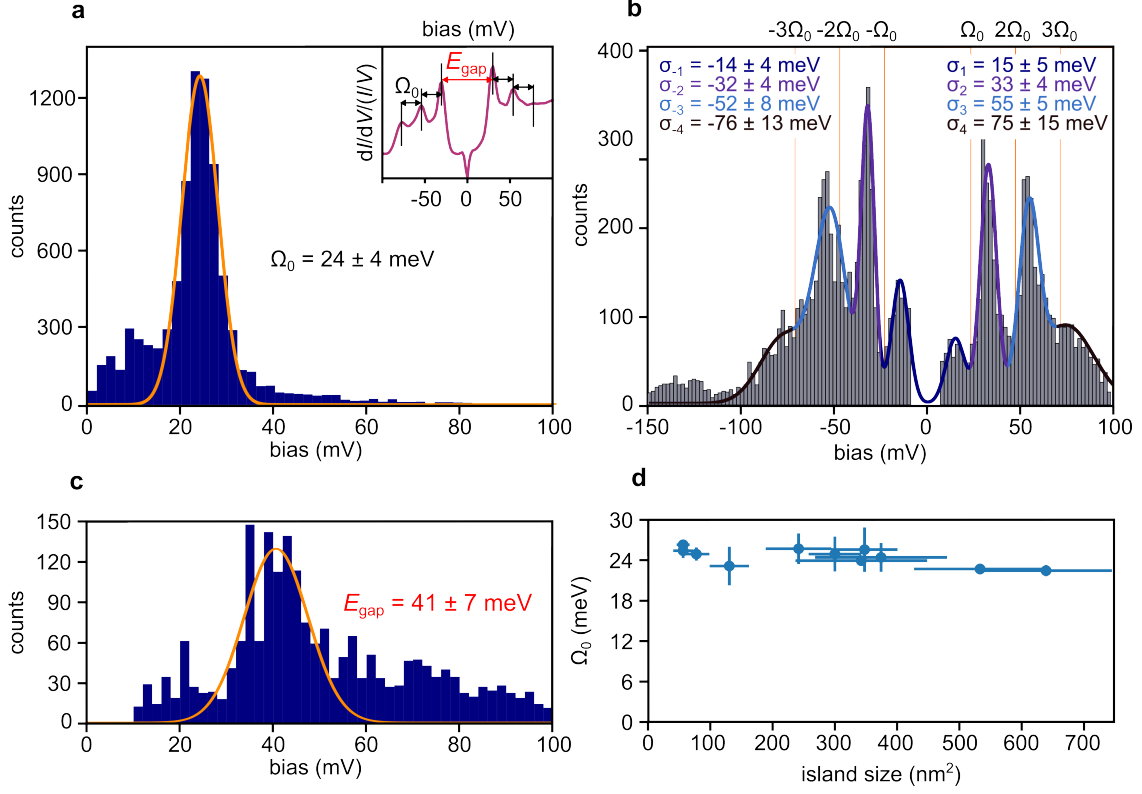 a
bias (mV)
1300
1200
900
600
300
0
counts
0 20 40 60 80 100
bias (mV)
Ω₀ = 24 ± 4 meV
dI/dV/(I/V)
Ω₀
E_gap
-50 0 50
b
-3Ω₀ -2Ω₀ -Ω₀ Ω₀ 2Ω₀ 3Ω₀
400
300
200
100
0
counts
σ₋₁ = -14 ± 4 meV
σ₋₂ = -32 ± 4 meV
σ₋₃ = -52 ± 8 meV
σ₋₄ = -76 ± 13 meV
σ₁ = 15 ± 5 meV
σ₂ = 33 ± 4 meV
σ₃ = 55 ± 5 meV
σ₄ = 75 ± 15 meV
-150 -100 -50 0 50 100
bias (mV)
c
150
120
90
60
30
0
counts
E_gap = 41 ± 7 meV
0 20 40 60 80 100
bias (mV)
d
30
24
18
12
6
0
Ω₀ (meV)
0 100 200 300 400 500 600 700
island size (nm²)